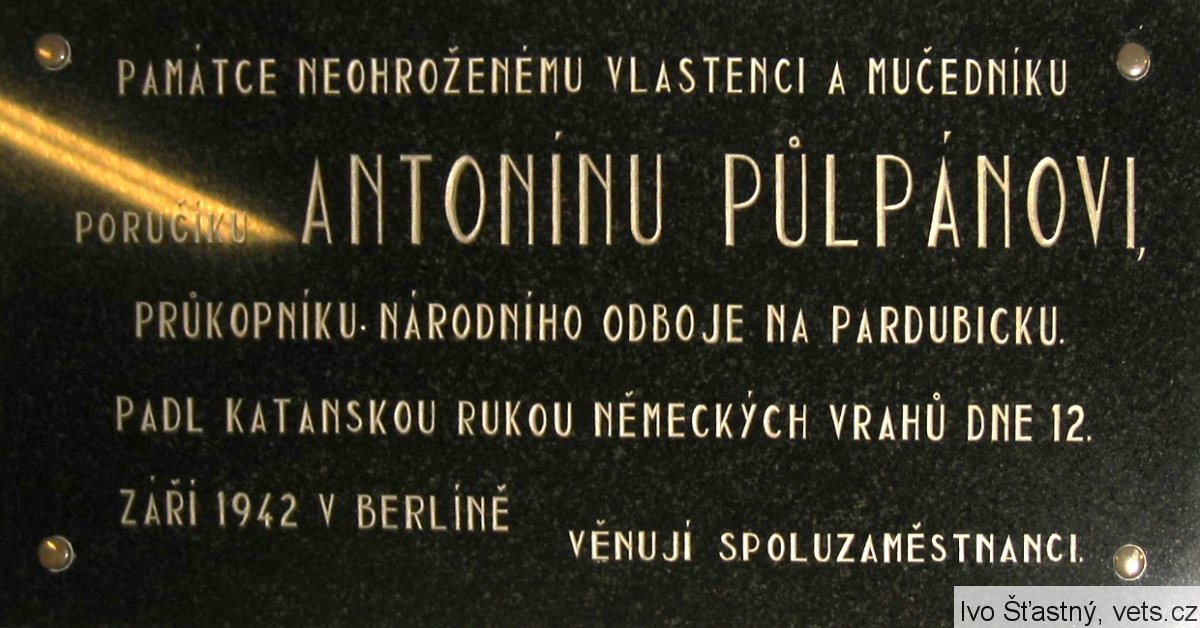 PAMÁTCE NEOHROŽENÉMU VLASTENCI A MUČEDNÍKU
PORUČÍKU ANTONÍNU PŮLPÁNOVI,
PRŮKOPNÍKU. NÁRODNÍHO ODBOJE NA PARDUBICKU.
PADL KATANSKOU RUKOU NĚMECKÝCH VRAHŮ DNE 12.
ZÁŘÍ 1942 V BERLÍNĚ
VĚNUJÍ SPOLUZAMĚSTNANCI.
Ivo Šťastný, vets.cz